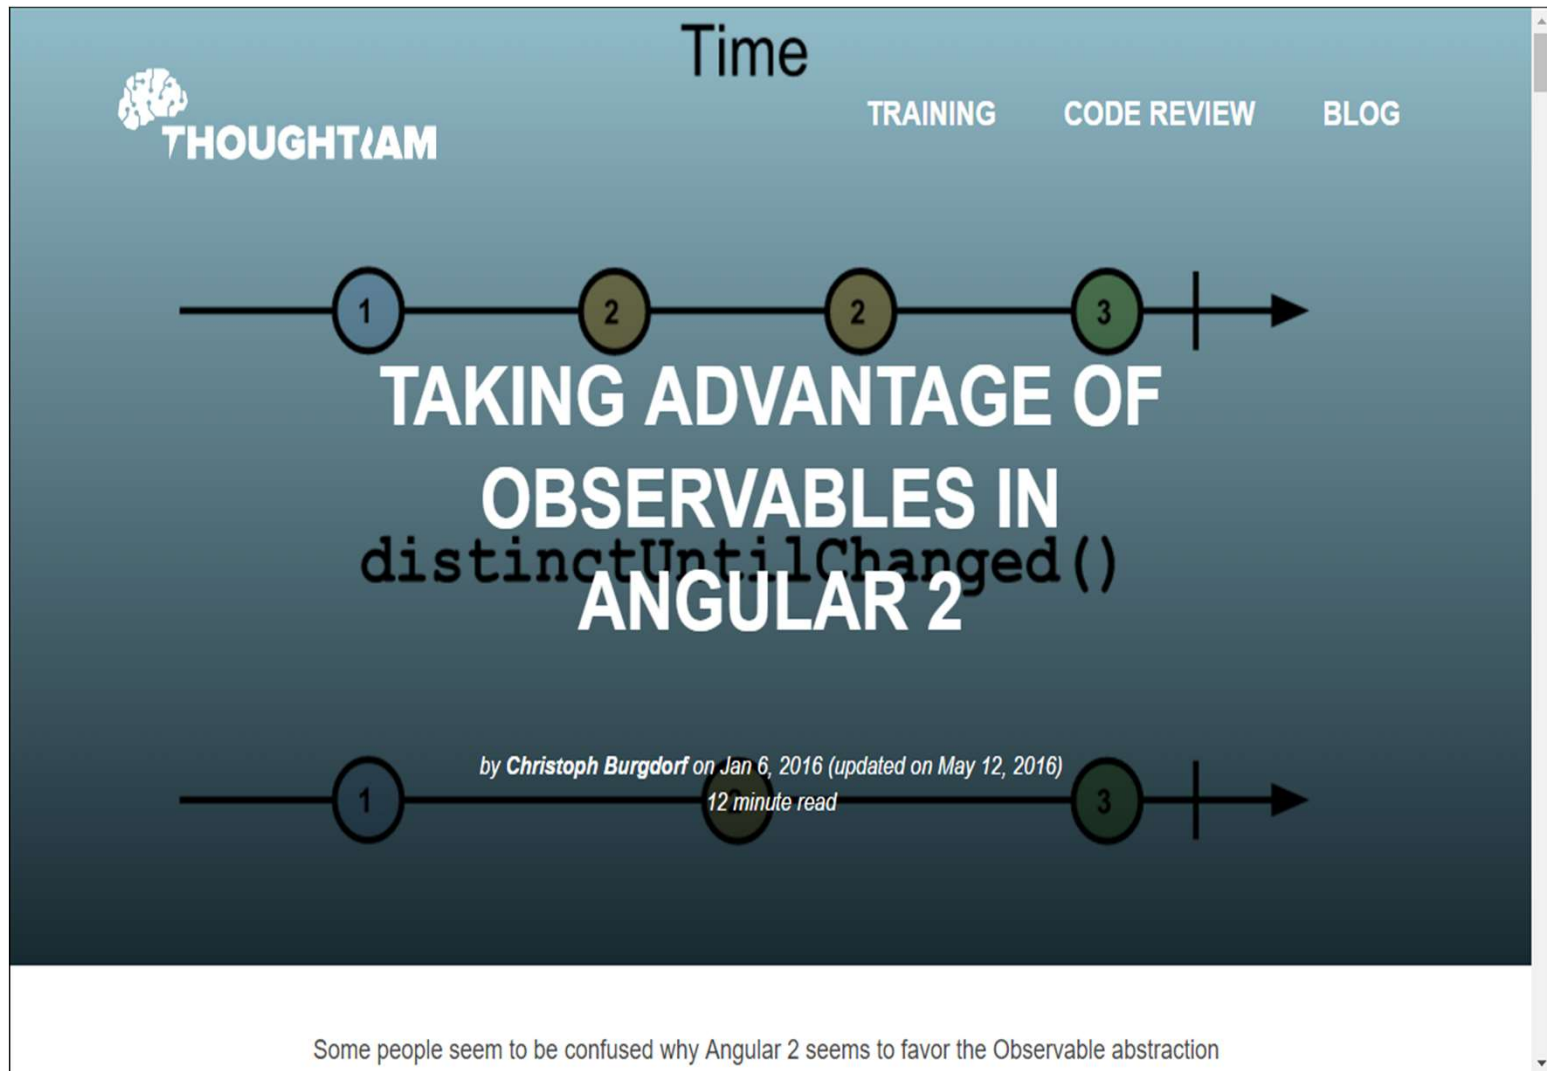 Time
THOUGHTRAM
TRAINING
CODE REVIEW
BLOG
1
2
2
3
TAKING ADVANTAGE OF
OBSERVABLES IN
distinctUntilChanged()
ANGULAR 2
by Christoph Burgdorf on Jan 6, 2016 (updated on May 12, 2016)
1
2
3
12 minute read
Some people seem to be confused why Angular 2 seems to favor the Observable abstraction